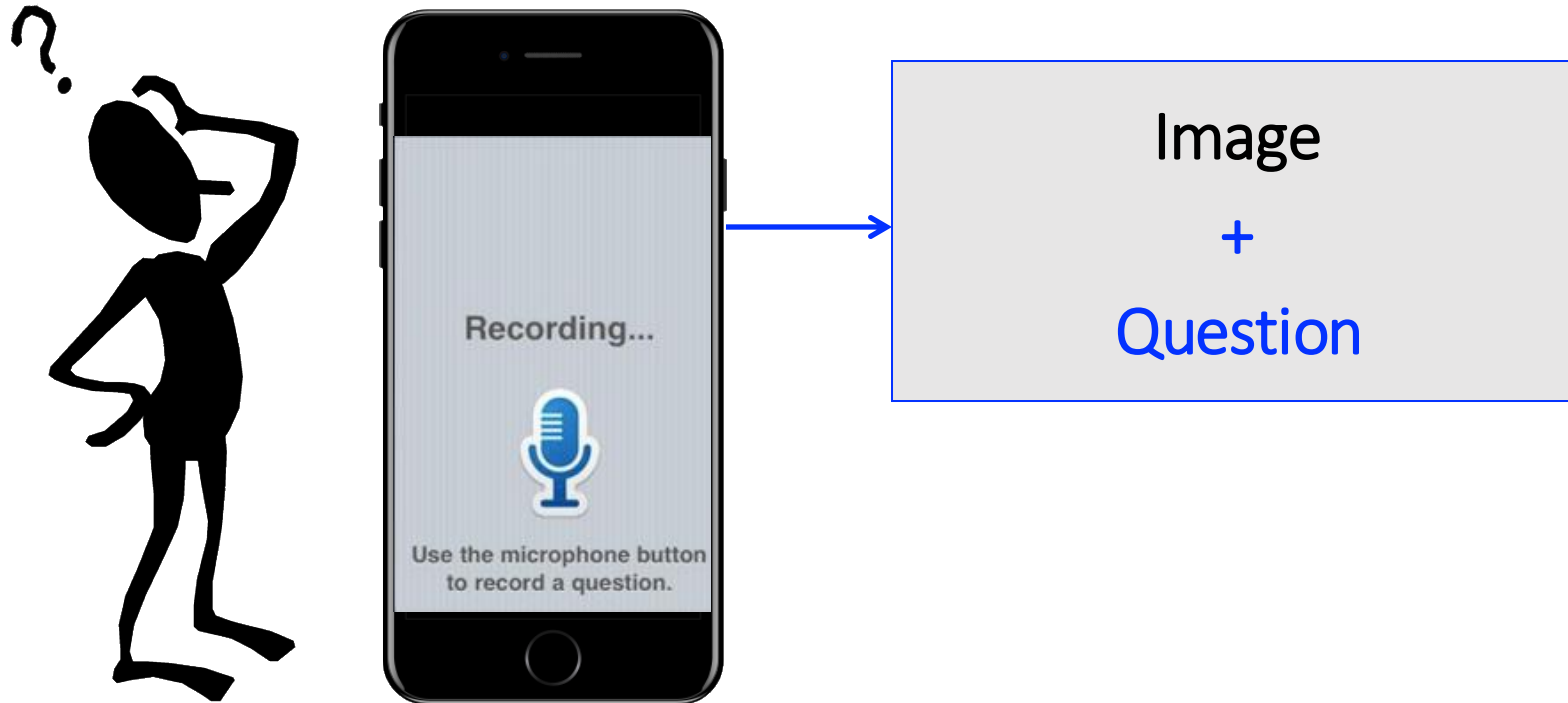 ?
Recording...
Use the microphone button
to record a question.
Image
+
Question